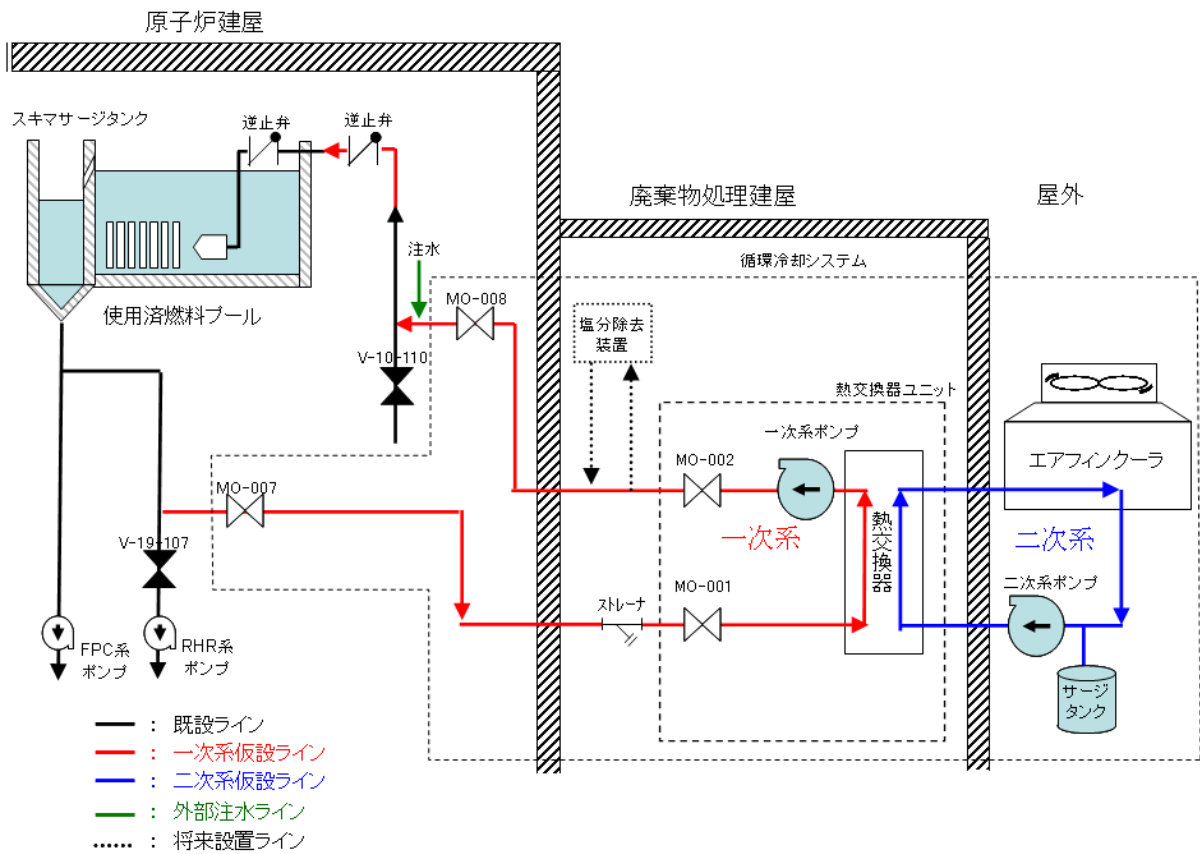 原子炉建屋
スキマサージタンク
逆止弁
逆止弁
廃棄物処理建屋
屋外
注水
循環冷却システム
MO-008
塩分除去
装置
使用済燃料プール
V-10-110
熱交換器ユニット
一次系ポンプ
エアフィンクーラ
MO-002
MO-007
一次系
熱交換器
二次系
V-19-107
MO-001
ストレーナ
二次系ポンプ
FPC系
ポンプ
RHR系
ポンプ
サージ
タンク
： 既設ライン
： 一次系仮設ライン
： 二次系仮設ライン
： 外部注水ライン
： 将来設置ライン